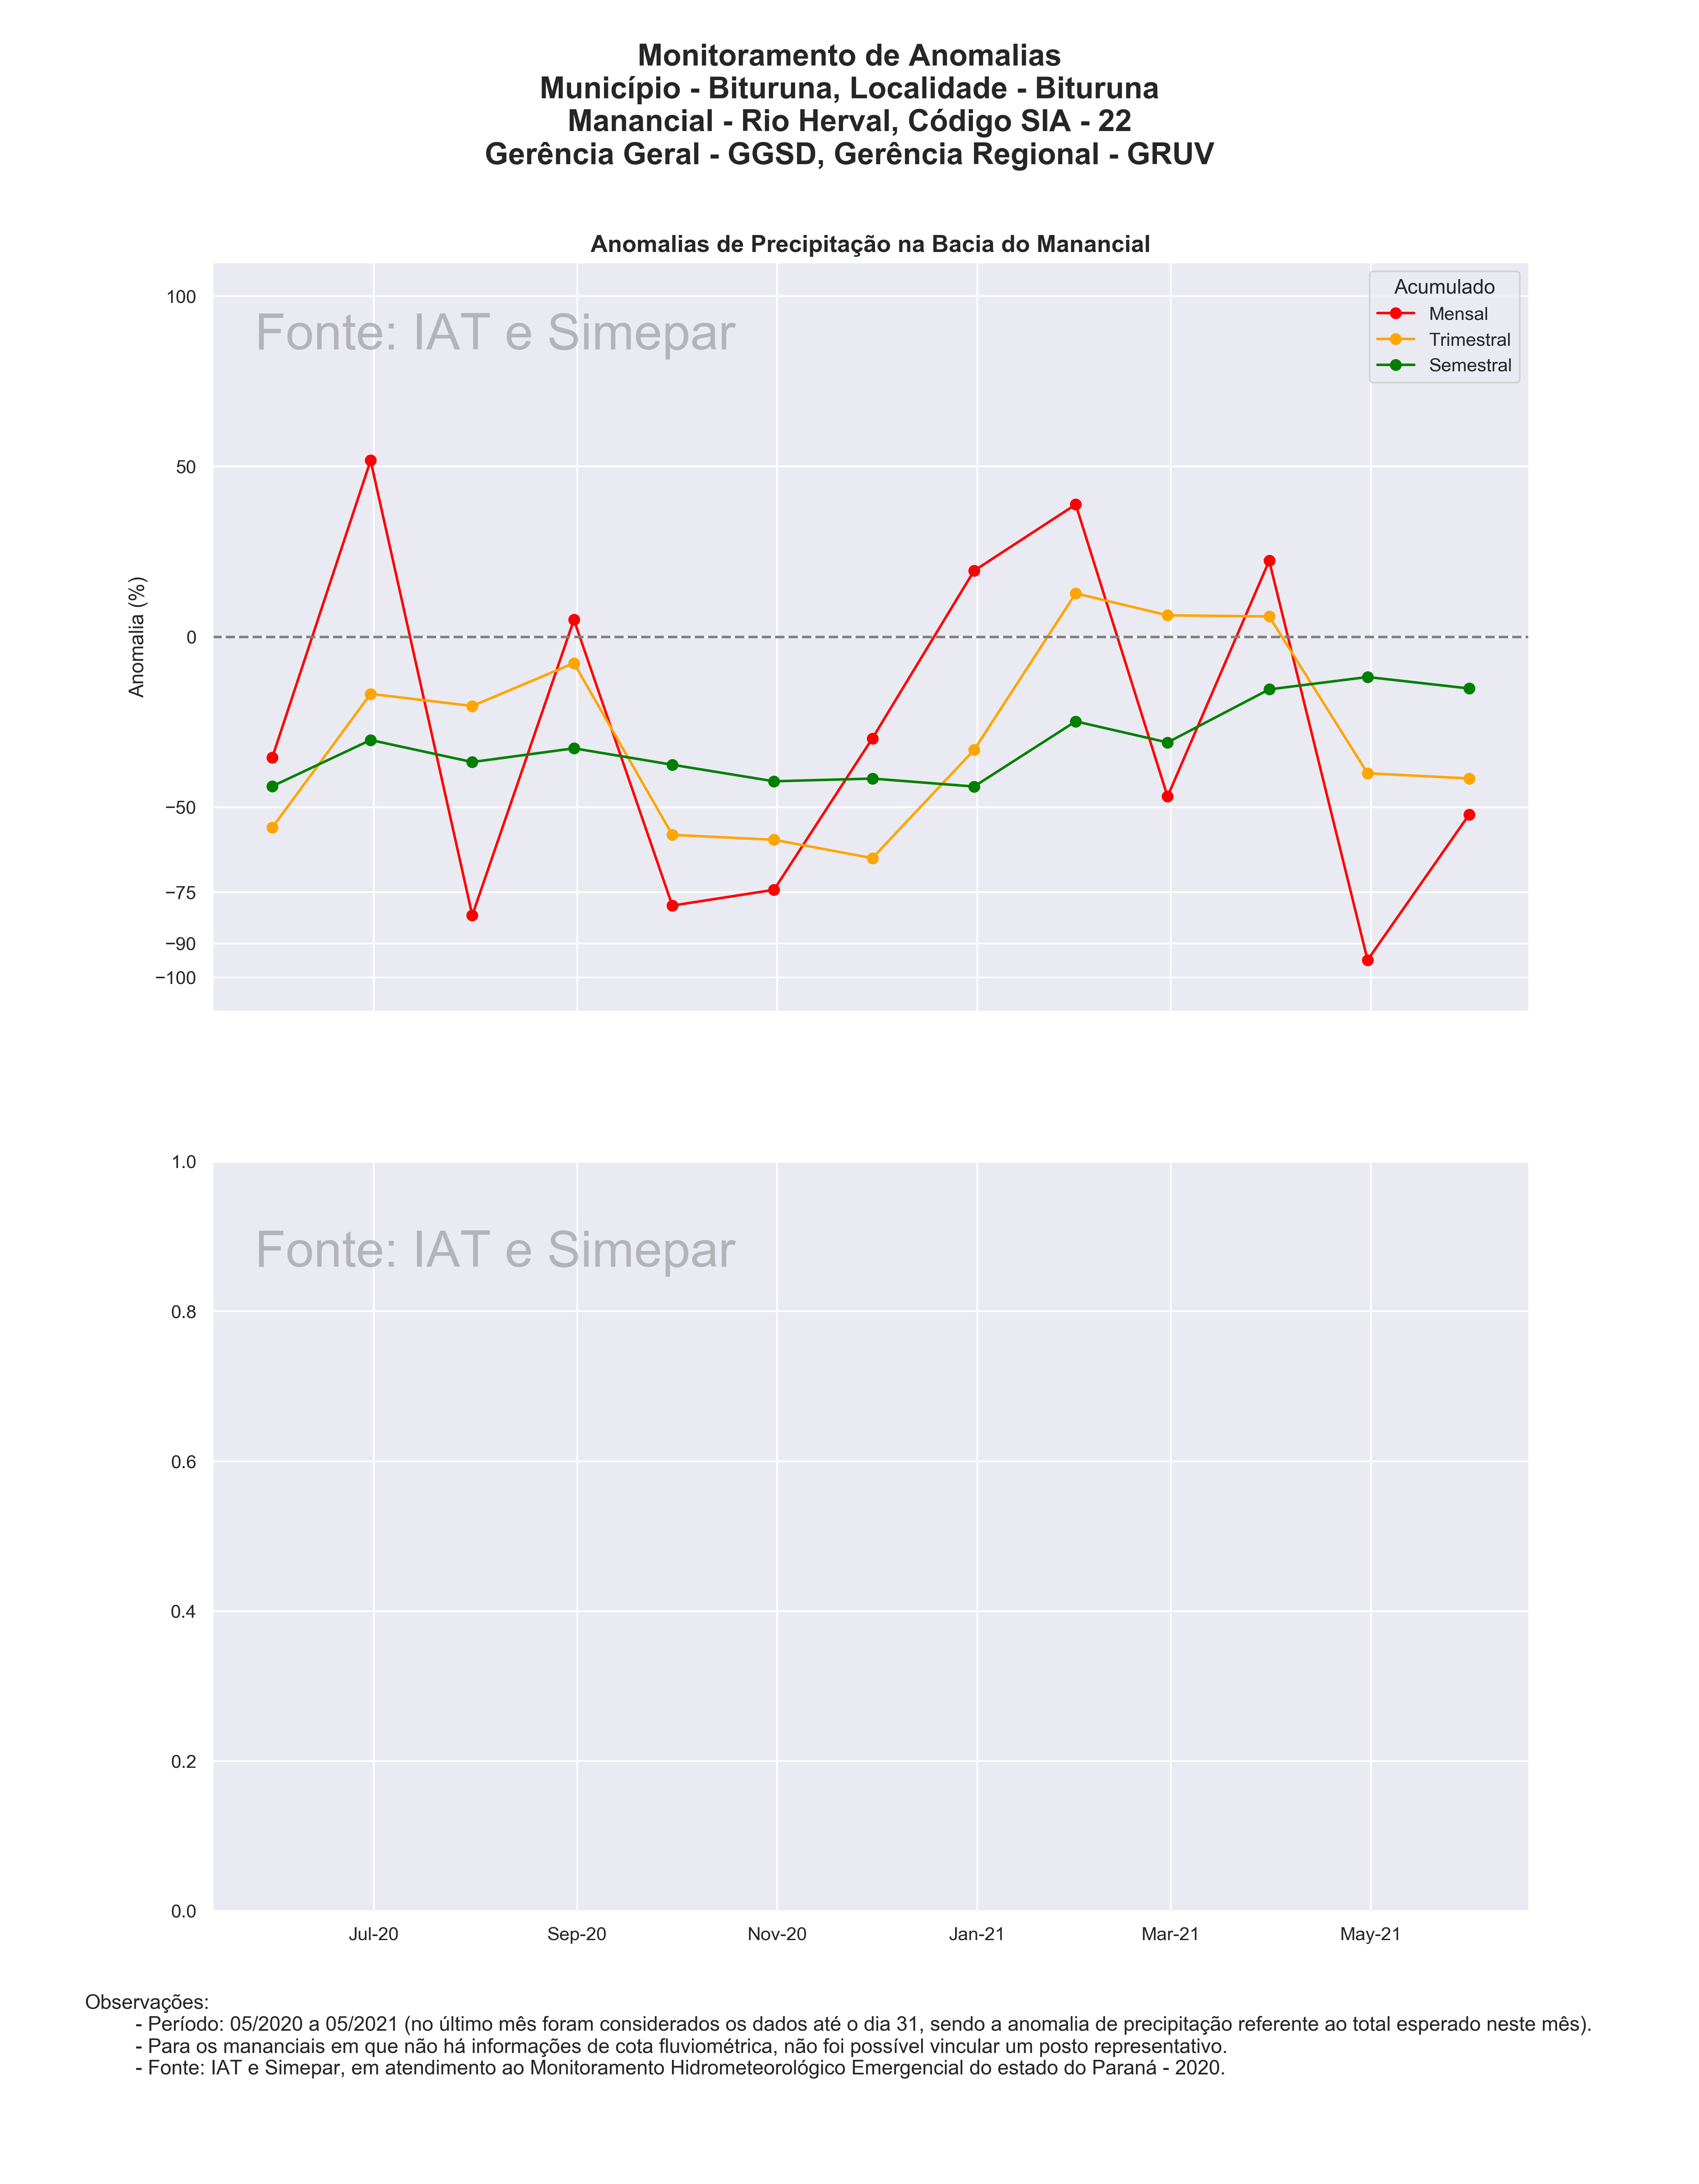 Monitoramento de Anomalias
Município - Bituruna, Localidade - Bituruna
Manancial - Rio Herval, Código SIA - 22
Gerência Geral - GGSD, Gerência Regional - GRUV
Anomalias de Precipitação na Bacia do Manancial
Fonte: IAT e Simepar
Acumulado
Mensal
Trimestral
Semestral
Anomalia (%)
100
50
0
−50
−75
−90
−100
Fonte: IAT e Simepar
1.0
0.8
0.6
0.4
0.2
0.0
Jul-20 Sep-20 Nov-20 Jan-21 Mar-21 May-21
Observações:
- Período: 05/2020 a 05/2021 (no último mês foram considerados os dados até o dia 31, sendo a anomalia de precipitação referente ao total esperado neste mês).
- Para os mananciais em que não há informações de cota fluviométrica, não foi possível vincular um posto representativo.
- Fonte: IAT e Simepar, em atendimento ao Monitoramento Hidrometeorológico Emergencial do estado do Paraná - 2020.